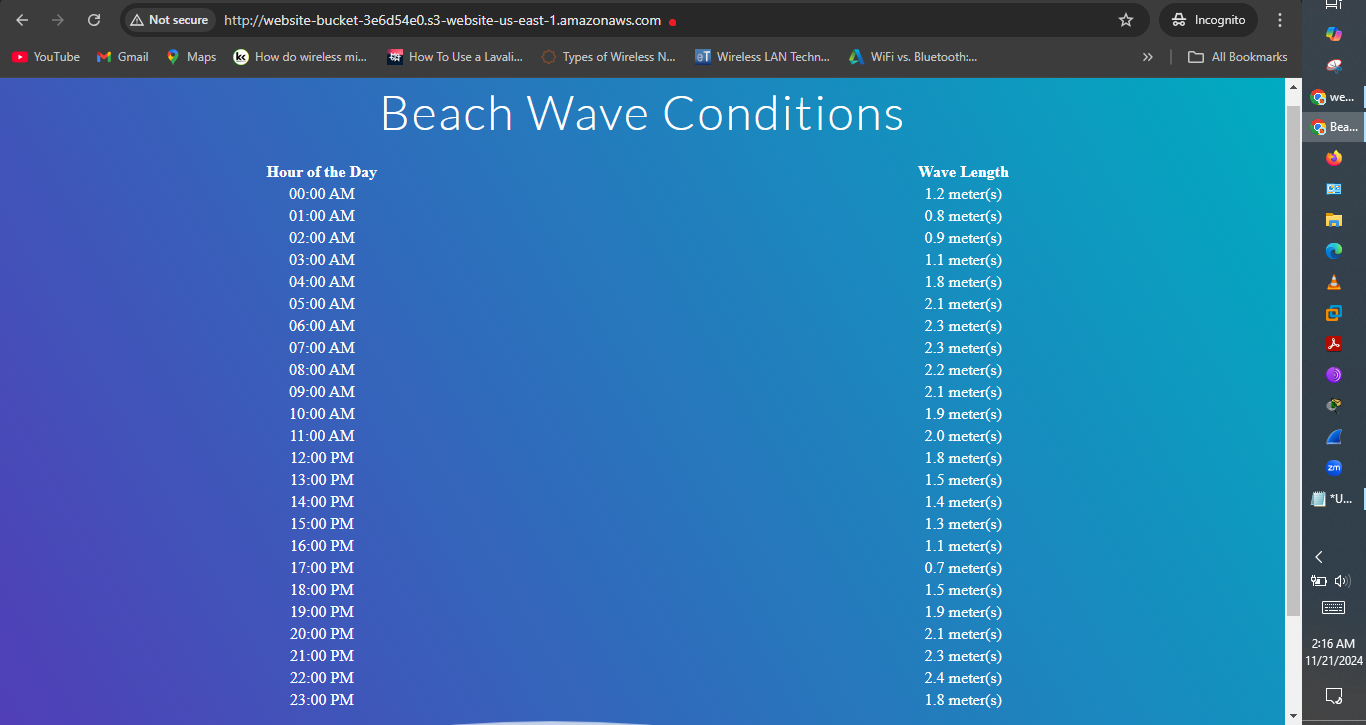 Not secure http://website-bucket-3e6d54e0.s3-website-us-east-1.amazonaws.com Incognito
YouTube Gmail Maps How do wireless mi... How To Use a Lavali... Types of Wireless N... Wireless LAN Techn... WiFi vs. Bluetooth:... » All Bookmarks
we...
Bea...
Beach Wave Conditions
Hour of the Day Wave Length
00:00 AM 1.2 meter(s)
01:00 AM 0.8 meter(s)
02:00 AM 0.9 meter(s)
03:00 AM 1.1 meter(s)
04:00 AM 1.8 meter(s)
05:00 AM 2.1 meter(s)
06:00 AM 2.3 meter(s)
07:00 AM 2.3 meter(s)
08:00 AM 2.2 meter(s)
09:00 AM 2.1 meter(s)
10:00 AM 1.9 meter(s)
11:00 AM 2.0 meter(s)
12:00 PM 1.8 meter(s)
13:00 PM 1.5 meter(s)
14:00 PM 1.4 meter(s)
15:00 PM 1.3 meter(s)
16:00 PM 1.1 meter(s)
17:00 PM 0.7 meter(s)
18:00 PM 1.5 meter(s)
19:00 PM 1.9 meter(s)
20:00 PM 2.1 meter(s)
21:00 PM 2.3 meter(s)
22:00 PM 2.4 meter(s)
23:00 PM 1.8 meter(s)
zm
*U...
2:16 AM
11/21/2024